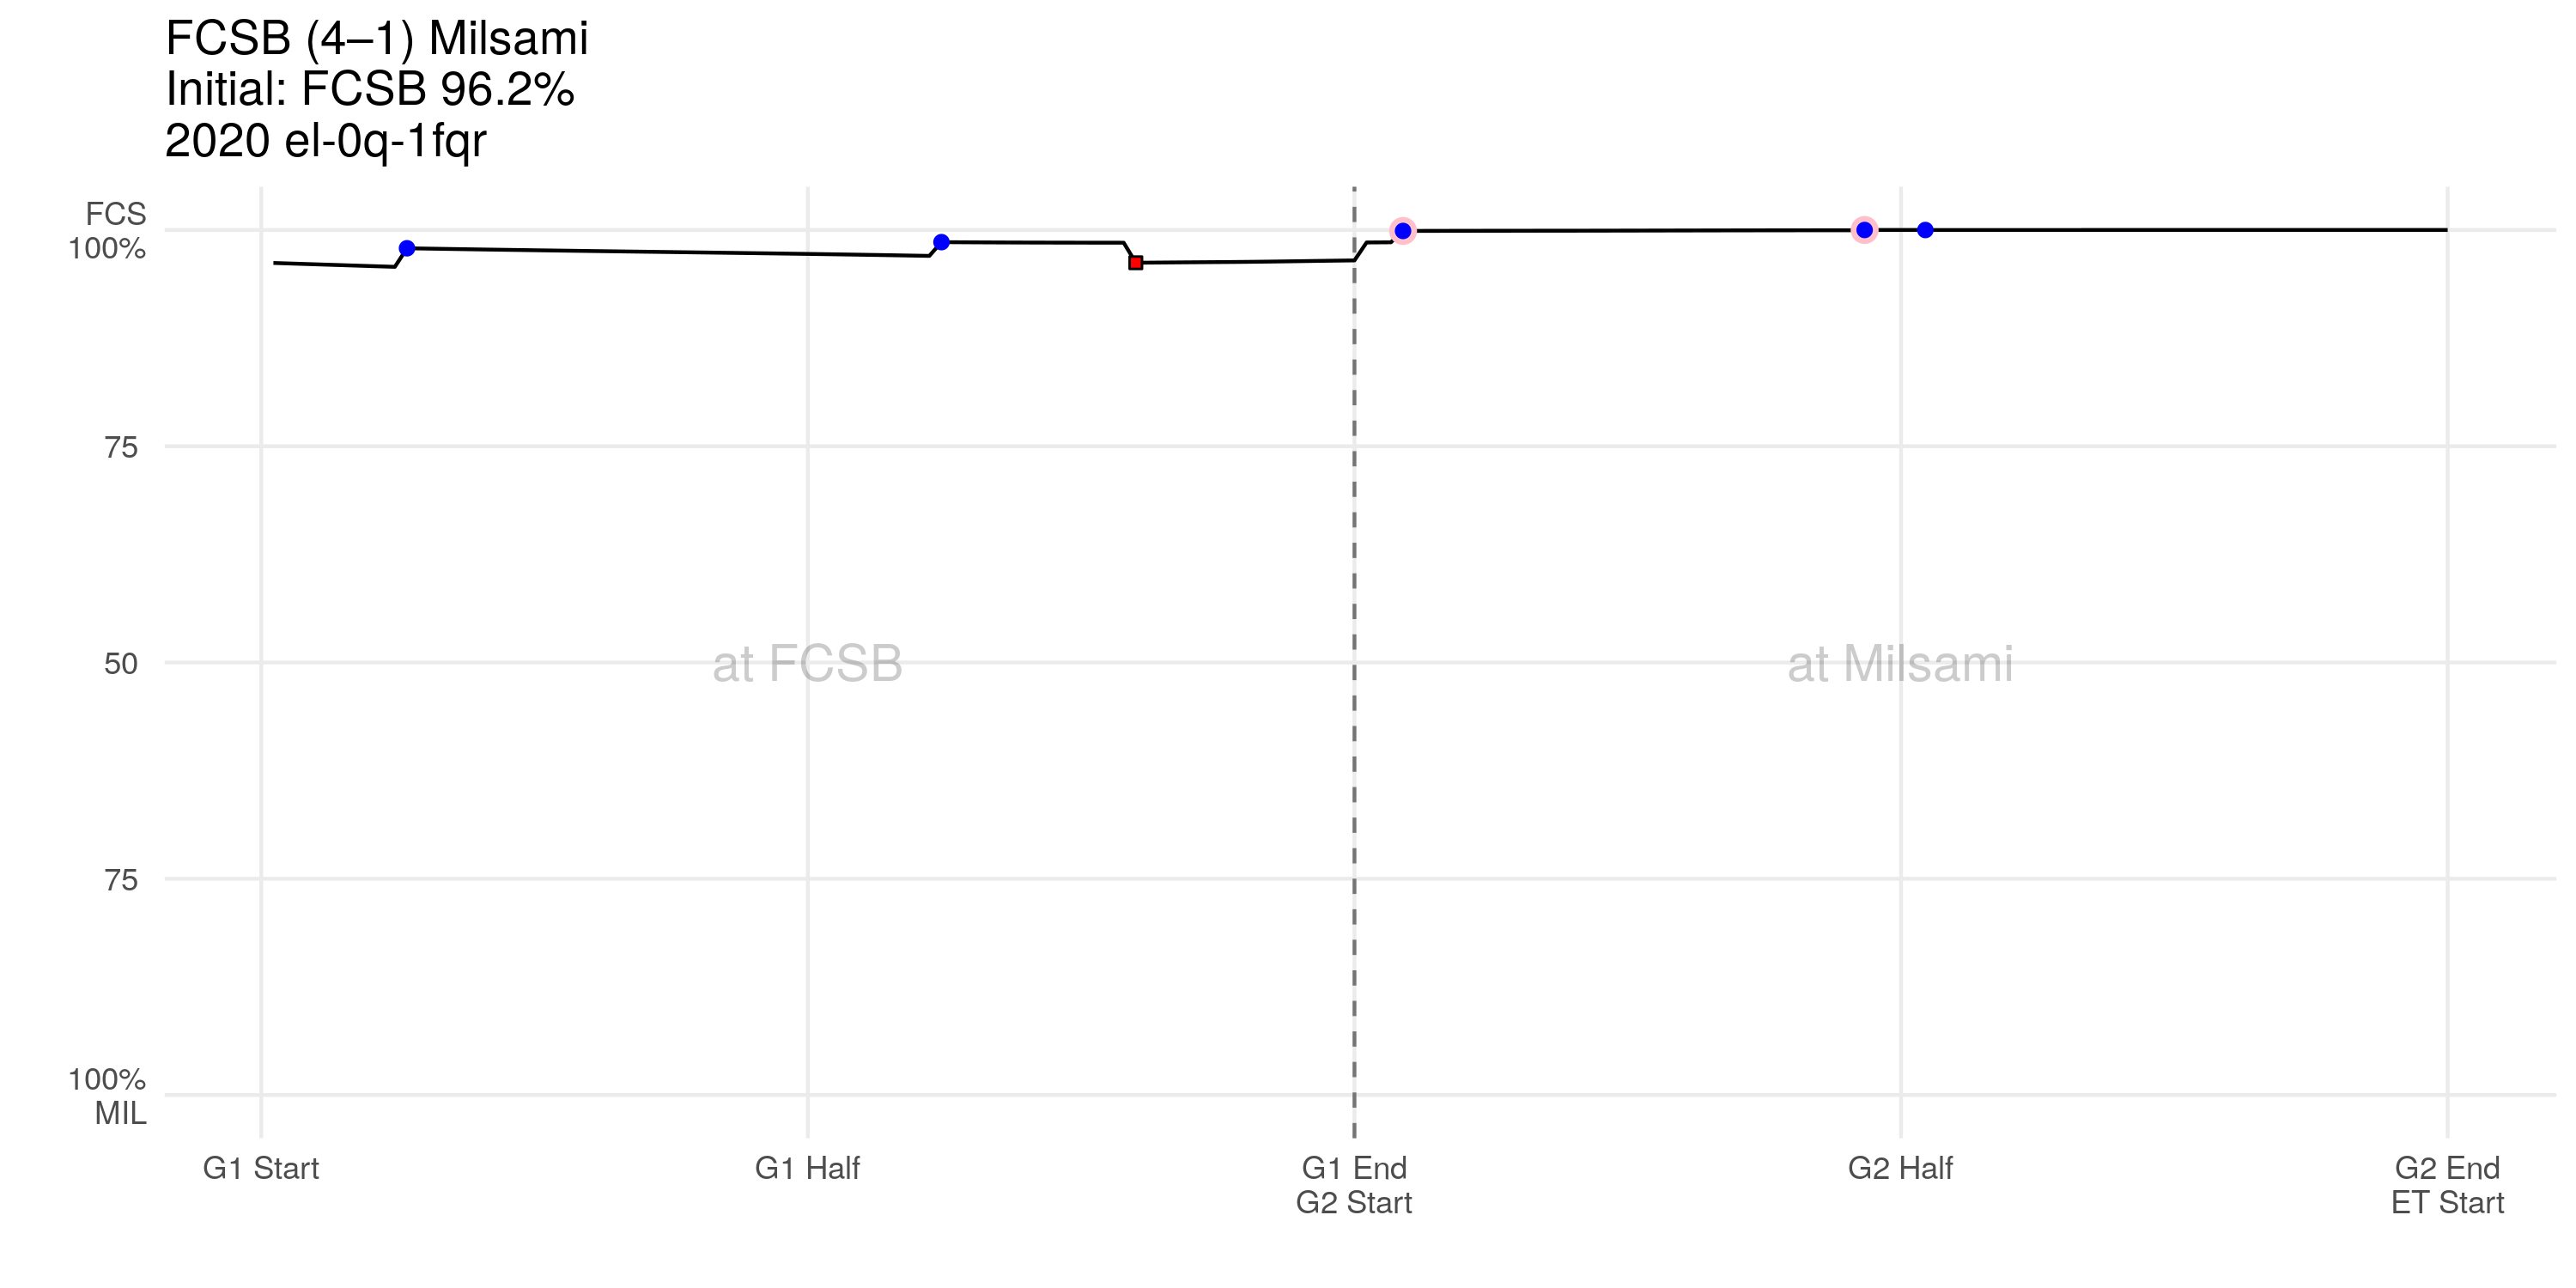 FCSB (4–1) Milsami
Initial: FCSB 96.2%
2020 el-0q-1fqr
FCS
100%
75
50
75
100%
MIL
at FCSB
at Milsami
G1 Start
G1 Half
G1 End
G2 Start
G2 Half
G2 End
ET Start